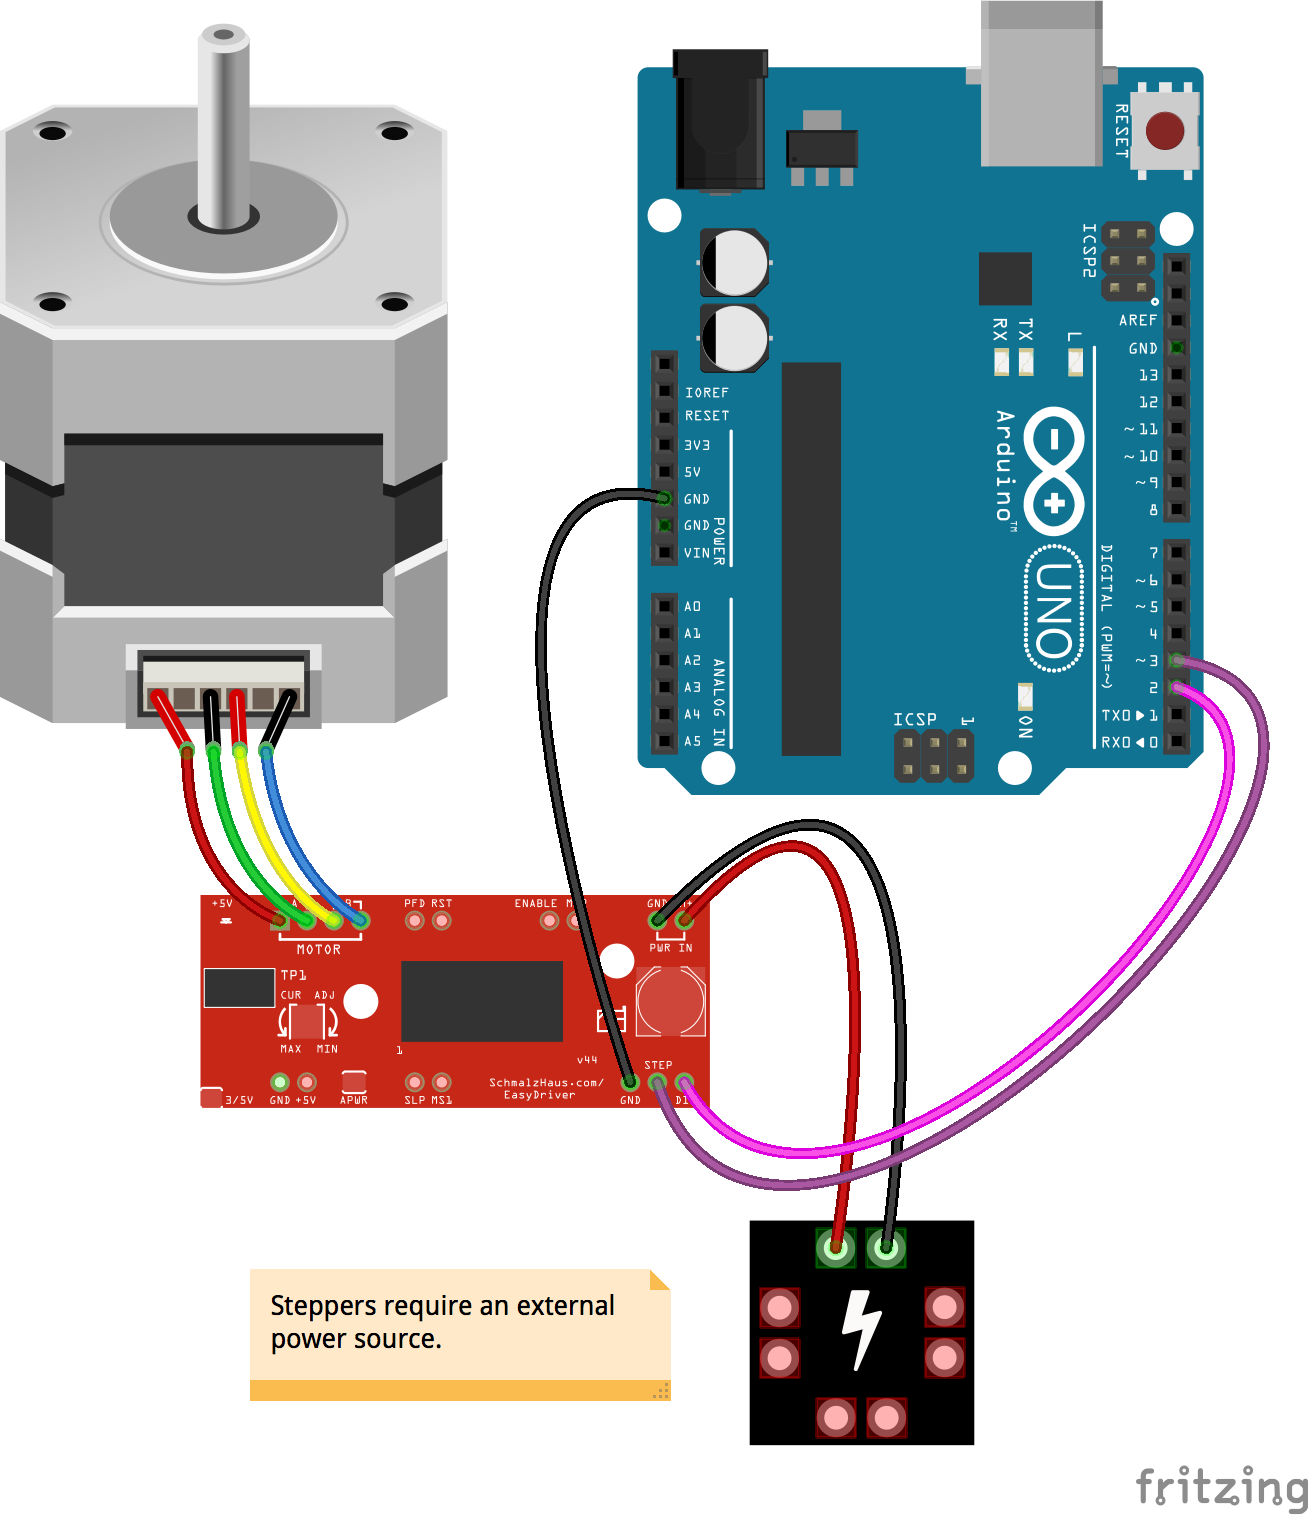 RESET
ICSP2
AREF
GND
13
12
~11
~10
~9
8
RX
TX
L
IOREF
RESET
3V3
5V
GND
GND
VIN
POWER
Arduino
TM
UNO
DIGITAL (PWM=~)
7
~6
~5
4
~3
2
TX0▶1
RX0◀0
A0
A1
A2
A3
A4
A5
ANALOG IN
ICSP
1
ON
+5V
A
PFD RST
ENABLE
GND
MOTOR
PWR IN
TP1
CUR ADJ
MAX MIN
1
v44
STEP
SchmalzHaus.com/
EasyDriver
3/5V
GND +5V
APWR
SLP MS1
GND
Steppers require an external
power source.
fritzing